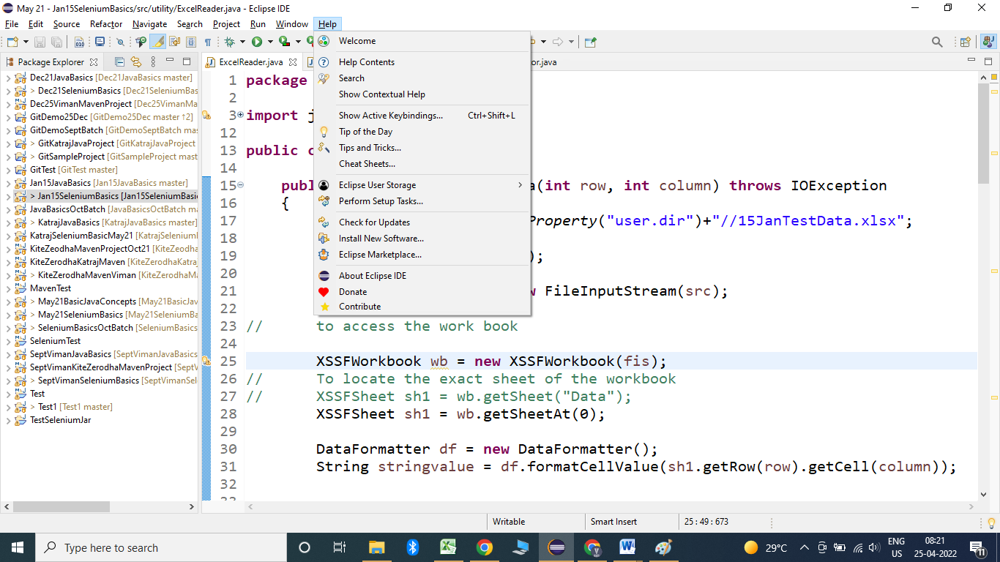 May 21 - Jan15SeleniumBasics/src/utility/ExcelReader.java - Eclipse IDE
File Edit Source Refactor Navigate Search Project Run Window Help
Package Explorer
ExcelReader.java
or.java
Dec21JavaBasics [Dec21JavaBasics master]
> Dec21SeleniumBasics [Dec21SeleniumBas
Dec25VimanMavenProject [Dec25VimanMa
GitDemo25Dec [GitDemo25Dec master ↑2]
GitDemoSeptBatch [GitDemoSeptBatch master]
> GitKatrajJavaProject [GitKatrajJavaProject
> GitSampleProject [GitSampleProject mast
GitTest [GitTest master]
Jan15JavaBasics [Jan15JavaBasics master]
> Jan15SeleniumBasics [Jan15SeleniumBasic
JavaBasicsOctBatch [JavaBasicsOctBatch ma
> KatrajJavaBasics [KatrajJavaBasics master]
KatrajSeleniumBasicMay21 [KatrajSeleniumB
KiteZeodhaMavenProjectOct21 [KiteZeodha
KiteZerodhaKatrajMaven [KiteZerodhaKatra
> KiteZerodhaMavenViman [KiteZerodhaMa
MavenTest
> May21BasicJavaConcepts [May21BasicJav
> May21SeleniumBasics [May21SeleniumBas
> SeleniumBasicsOctBatch [SeleniumBasics
SeleniumTest
SeptVimanJavaBasics [SeptVimanJavaBasics
SeptVimanKiteZerodhaMavenProject [SeptV
> SeptVimanSeleniumBasics [SeptVimanSel
Test
> Test1 [Test1 master]
TestSeleniumJar
Welcome
Help Contents
Search
Show Contextual Help
Show Active Keybindings... Ctrl+Shift+L
Tip of the Day
Tips and Tricks...
Cheat Sheets...
Eclipse User Storage
Perform Setup Tasks...
Check for Updates
Install New Software...
Eclipse Marketplace...
About Eclipse IDE
Donate
Contribute
1 package
2
3 import j
12
13 public c
14
15 publ a(int row, int column) throws IOException
16 {
17 Property("user.dir")+"//15JanTestData.xlsx";
18
19 );
20
21 w FileInputStream(src);
22
23 // to access the work book
24
25 XSSFWorkbook wb = new XSSFWorkbook(fis);
26 // To locate the exact sheet of the workbook
27 // XSSFSheet sh1 = wb.getSheet("Data");
28 XSSFSheet sh1 = wb.getSheetAt(0);
29
30 DataFormatter df = new DataFormatter();
31 String stringvalue = df.formatCellValue(sh1.getRow(row).getCell(column));
32
33
Writable Smart Insert 25 : 49 : 673
Type here to search
29°C
ENG
US
08:21
25-04-2022
11